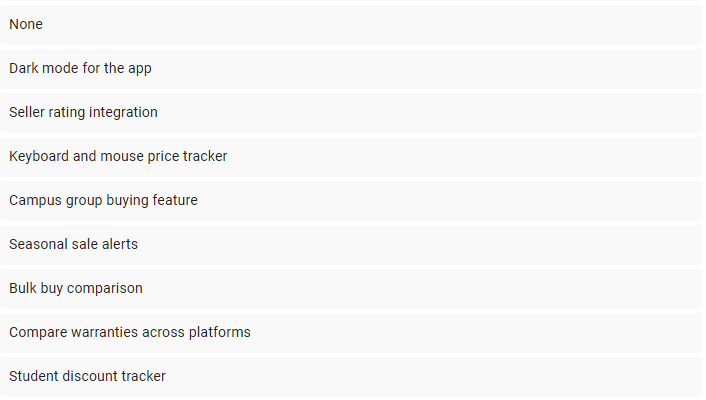 None
Dark mode for the app
Seller rating integration
Keyboard and mouse price tracker
Campus group buying feature
Seasonal sale alerts
Bulk buy comparison
Compare warranties across platforms
Student discount tracker